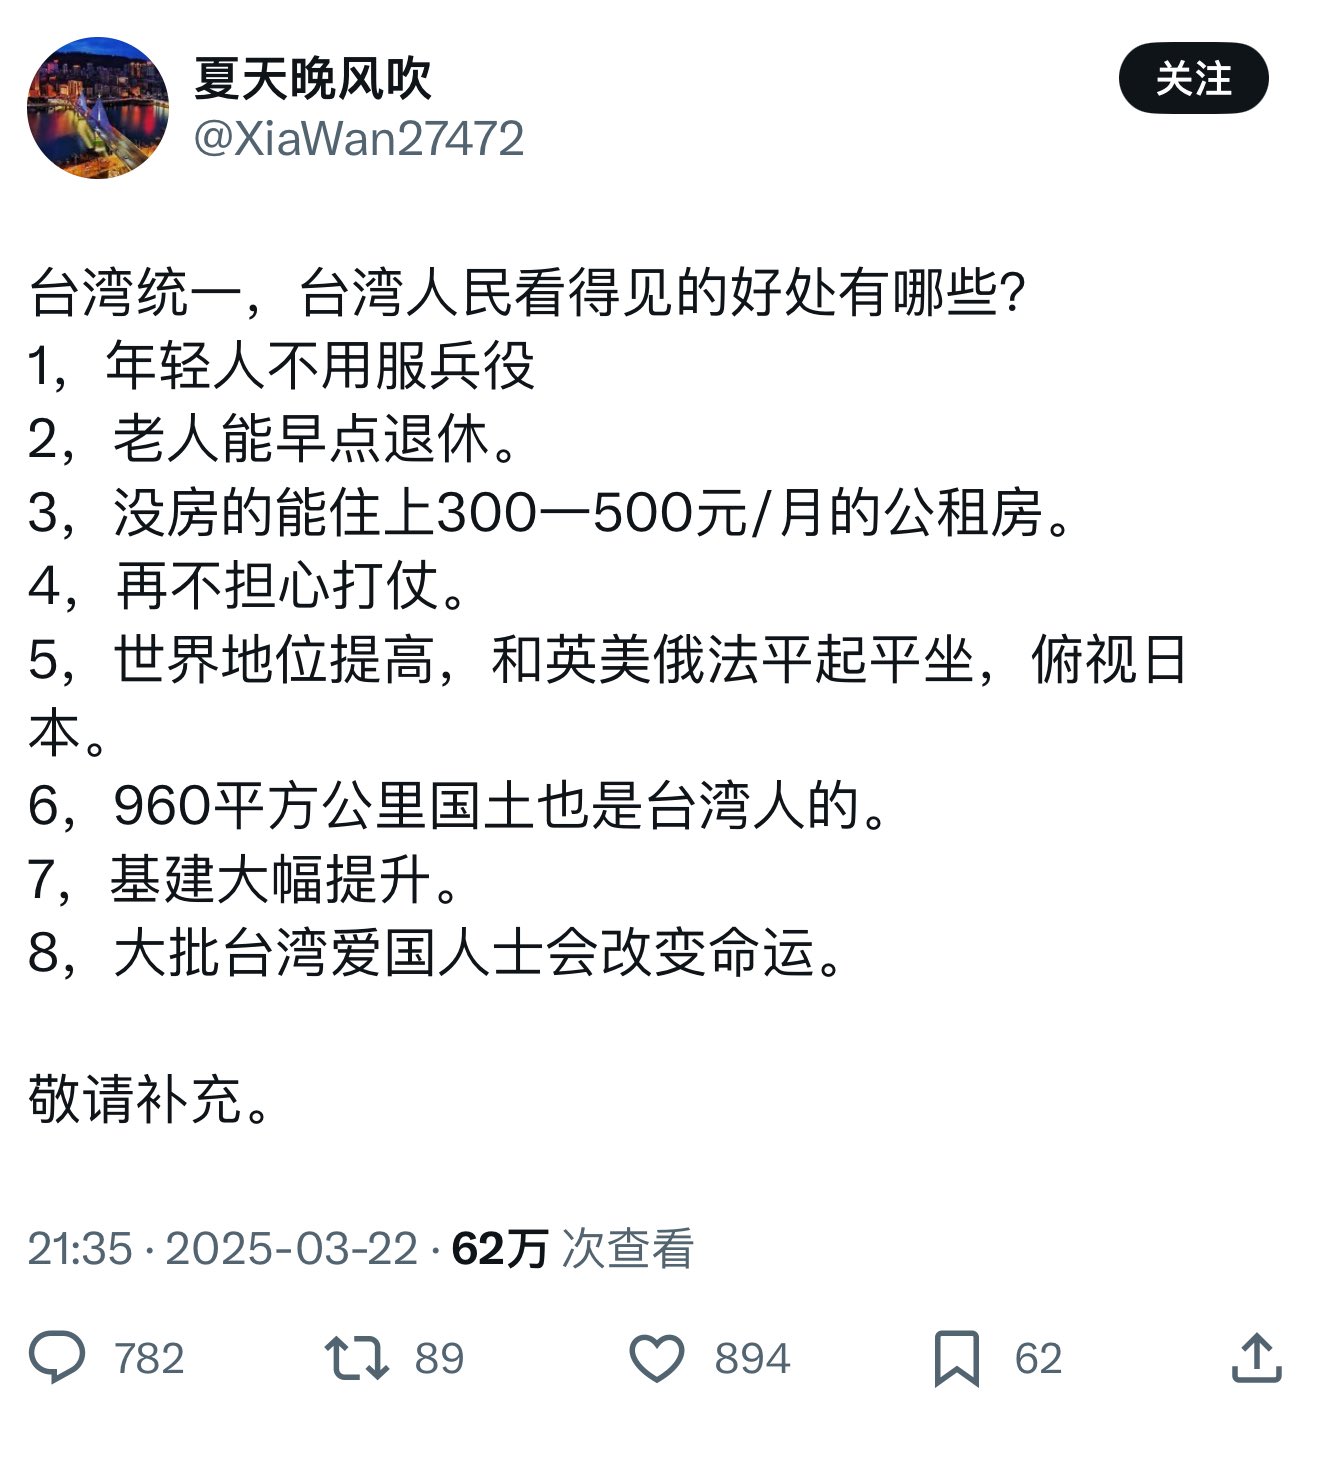 夏天晚风吹
关注
@XiaWan27472
台湾统一，台湾人民看得见的好处有哪些?
1，年轻人不用服兵役
2，老人能早点退休。
3，没房的能住上300一500元/月的公租房。
4，再不担心打仗。
5，世界地位提高，和英美俄法平起平坐，俯视日
本。
6，960平方公里国土也是台湾人的。
7，基建大幅提升。
8，大批台湾爱国人士会改变命运。
敬请补充。
21:35 · 2025-03-22 · 62万 次查看
782 89 894 62